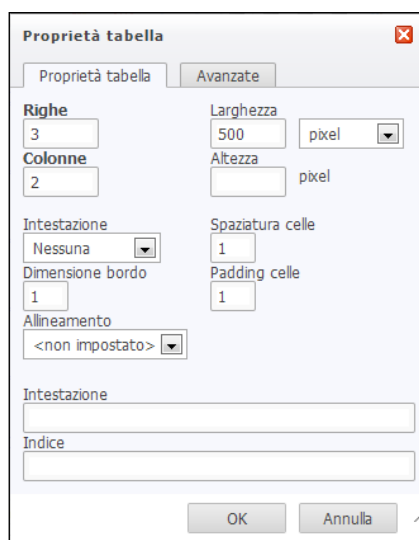 Proprietà tabella
Proprietà tabella Avanzate
Righe Larghezza
3 500 pixel
Colonne Altezza
2 pixel
Intestazione Spaziatura celle
Nessuna 1
Dimensione bordo Padding celle
1 1
Allineamento
<non impostato>
Intestazione
Indice
OK Annulla